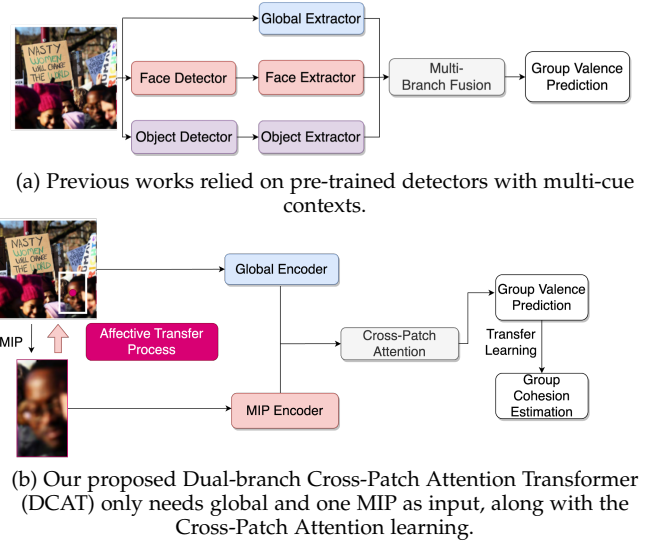 NASTY
WOMEN
WILL CHANGE
THE WORLD
Global Extractor
Face Detector
Face Extractor
Multi-
Branch Fusion
Group Valence
Prediction
Object Detector
Object Extractor
(a) Previous works relied on pre-trained detectors with multi-cue
contexts.
NASTY
WOMEN
WILL CHANGE
THE WORLD
Global Encoder
Group Valence
Prediction
MIP
Affective Transfer
Process
Cross-Patch
Attention
Transfer
Learning
Group
Cohesion
Estimation
MIP Encoder
(b) Our proposed Dual-branch Cross-Patch Attention Transformer
(DCAT) only needs global and one MIP as input, along with the
Cross-Patch Attention learning.